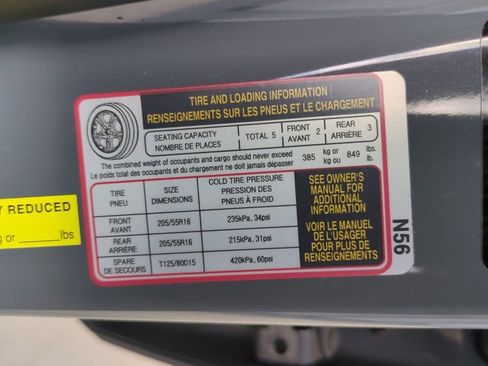 TIRE AND LOADING INFORMATION
RENSEIGNEMENTS SUR LES PNEUS ET LE CHARGEMENT
SEATING CAPACITY
NOMBRE DE PLACES
TOTAL 5
FRONT
AVANT 2
REAR
ARRIÈRE 3
The combined weight of occupants and cargo should never exceed
Le poids total des occupants et du chargement ne doit jamais dépasser
385 kg or
kg ou
849 lbs.
lb.
TIRE
PNEU
SIZE
DIMENSIONS
COLD TIRE PRESSURE
PRESSION DES
PNEUS À FROID
FRONT
AVANT
205/55R16
235kPa, 34psi
REAR
ARRIÈRE
205/55R16
215kPa, 31psi
SPARE
DE SECOURS
T125/80D15
420kPa, 60psi
SEE OWNER'S
MANUAL FOR
ADDITIONAL
INFORMATION
VOIR LE MANUEL
DE L'USAGER
POUR PLUS DE
RENSEIGNEMENTS
N56
Y REDUCED
g or ______lbs